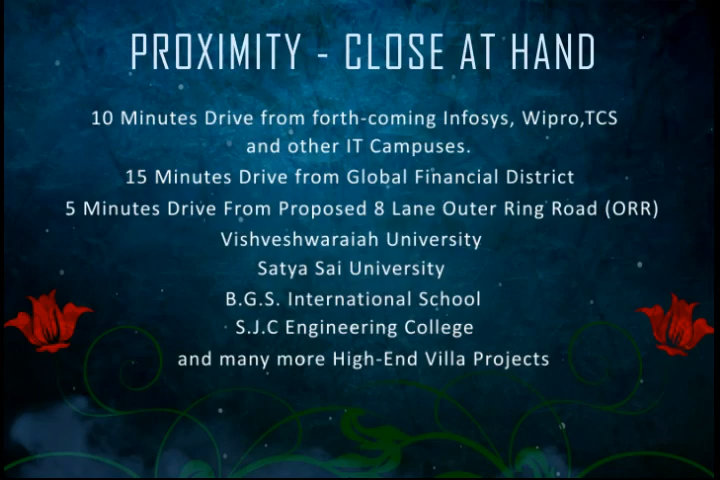 PROXIMITY - CLOSE AT HAND
10 Minutes Drive from forth-coming Infosys, Wipro,TCS
and other IT Campuses.
15 Minutes Drive from Global Financial District
5 Minutes Drive From Proposed 8 Lane Outer Ring Road (ORR)
Vishveshwaraiah University
Satya Sai University
B.G.S. International School
S.J.C Engineering College
and many more High-End Villa Projects